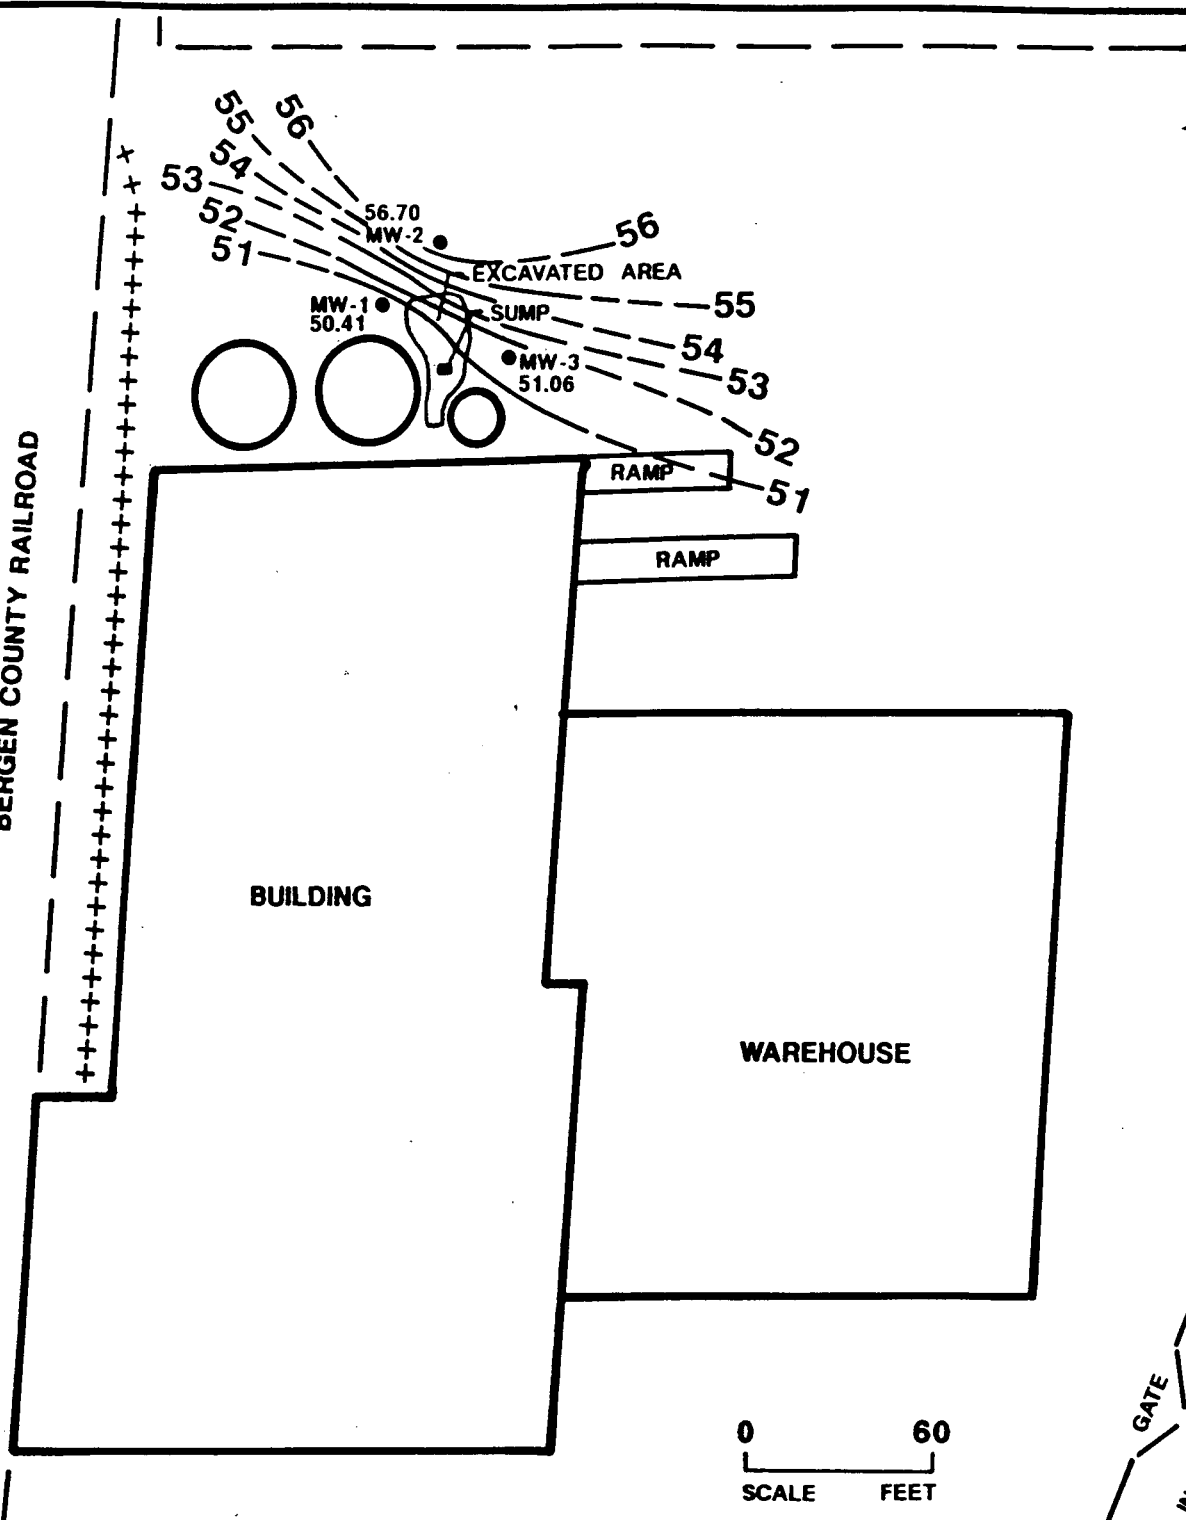 56
55
54
53
52
51
56.70
MW-2
56
EXCAVATED AREA
55
MW-1
50.41
SUMP
54
MW-3
51.06
53
52
RAMP
51
RAMP
BERGEN COUNTY RAILROAD
BUILDING
WAREHOUSE
GATE
0 60
SCALE FEET